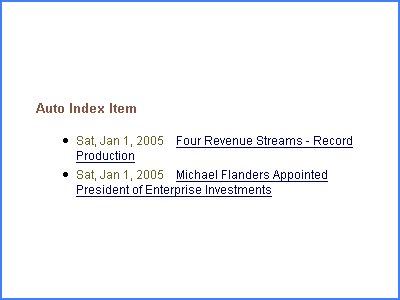 Auto Index Item
Sat, Jan 1, 2005 Four Revenue Streams - Record
Production
Sat, Jan 1, 2005 Michael Flanders Appointed
President of Enterprise Investments